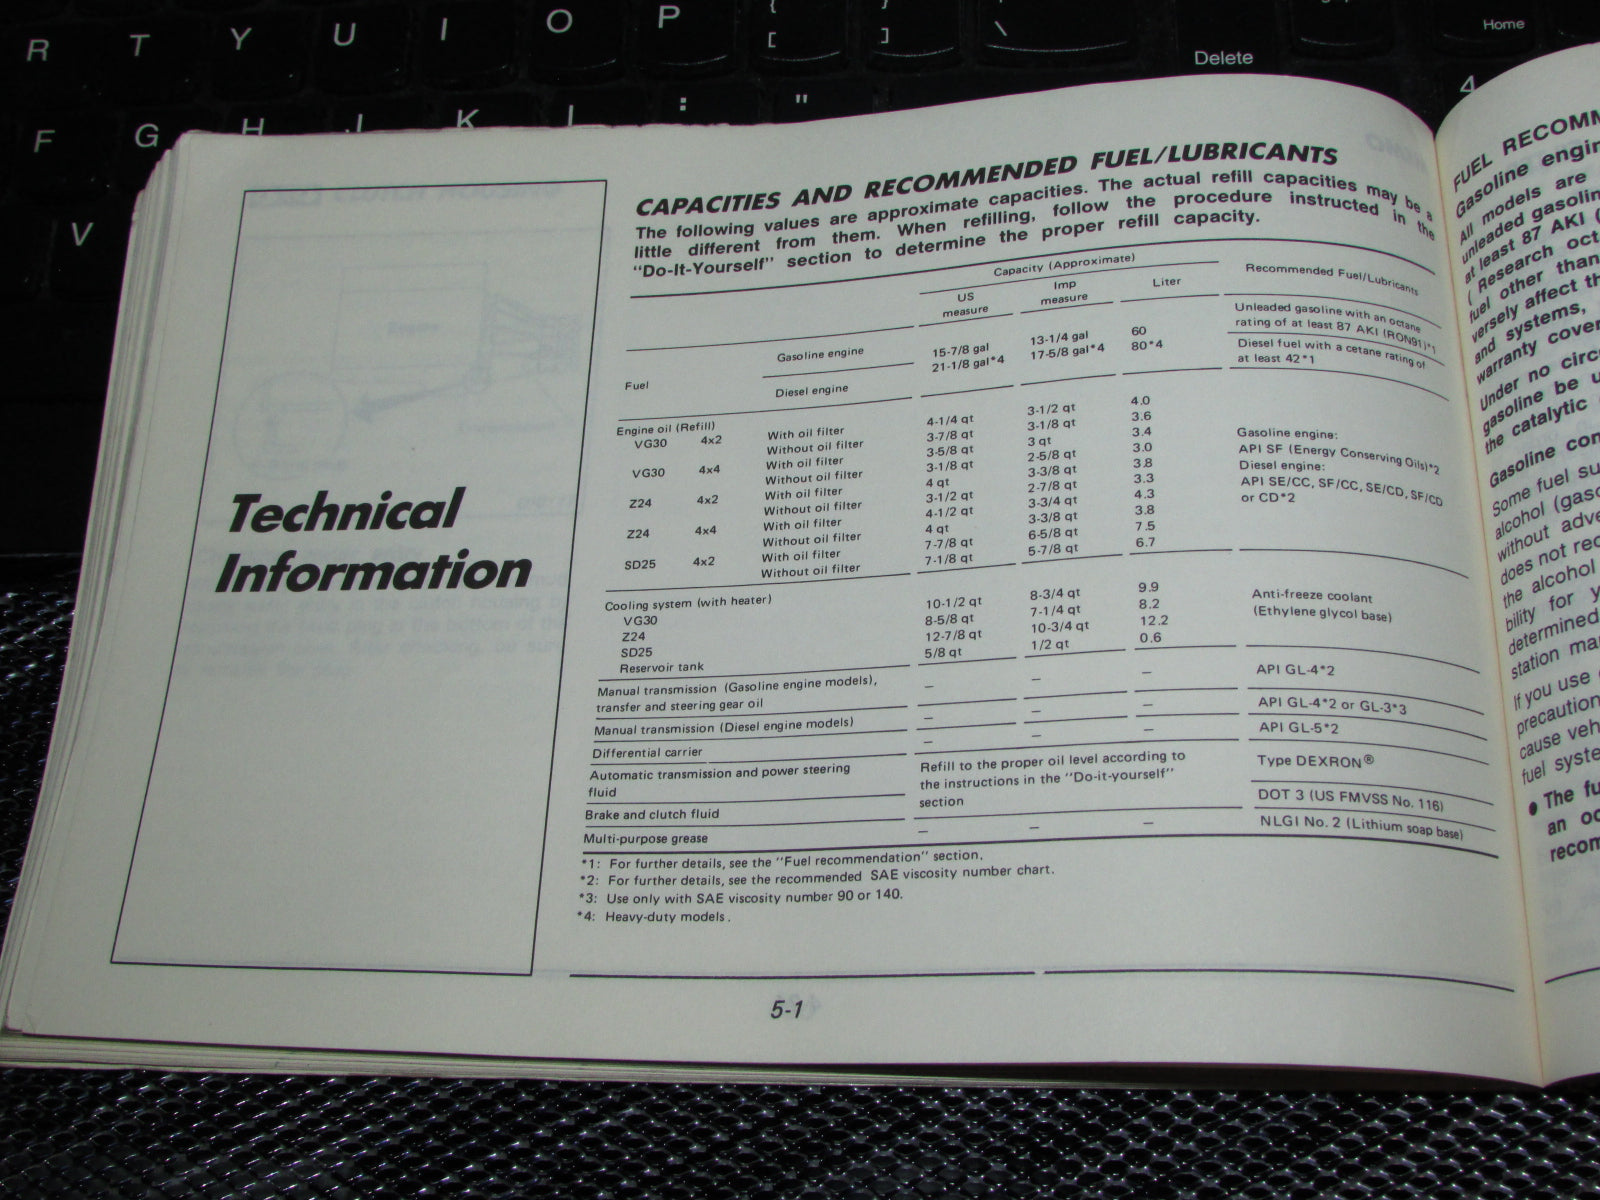 R T Y U I O P { [ } ] \ Delete Home
F G H J K L : " 4
V
Technical
Information
CAPACITIES AND RECOMMENDED FUEL/LUBRICANTS
The following values are approximate capacities. The actual refill capacities may be a
little different from them. When refilling, follow the procedure instructed in the
"Do-It-Yourself" section to determine the proper refill capacity.
Capacity (Approximate) Recommended Fuel/Lubricants
US measure Imp measure Liter
Fuel
Gasoline engine 15-7/8 gal 13-1/4 gal 60 Unleaded gasoline with an octane
rating of at least 87 AKI (RON91)*1
Diesel engine 21-1/8 gal*4 17-5/8 gal*4 80*4 Diesel fuel with a cetane rating of
at least 42*1
Engine oil (Refill)
VG30 4x2 With oil filter 4-1/4 qt 3-1/2 qt 4.0
Without oil filter 3-7/8 qt 3-1/8 qt 3.6
VG30 4x4 With oil filter 3-5/8 qt 3 qt 3.4
Without oil filter 3-1/8 qt 2-5/8 qt 3.0
Z24 4x2 With oil filter 4 qt 3-3/8 qt 3.8
Without oil filter 3-1/2 qt 2-7/8 qt 3.3
Z24 4x4 With oil filter 4-1/2 qt 3-3/4 qt 4.3
Without oil filter 4 qt 3-3/8 qt 3.8
SD25 4x2 With oil filter 7-7/8 qt 6-5/8 qt 7.5
Without oil filter 7-1/8 qt 5-7/8 qt 6.7
Gasoline engine:
API SF (Energy Conserving Oils)*2
Diesel engine:
API SE/CC, SF/CC, SE/CD, SF/CD
or CD*2
Cooling system (with heater)
VG30 10-1/2 qt 8-3/4 qt 9.9
Z24 8-5/8 qt 7-1/4 qt 8.2
SD25 12-7/8 qt 10-3/4 qt 12.2
Reservoir tank 5/8 qt 1/2 qt 0.6
Anti-freeze coolant
(Ethylene glycol base)
Manual transmission (Gasoline engine models),
transfer and steering gear oil — — — API GL-4*2
Manual transmission (Diesel engine models) — — — API GL-4*2 or GL-3*3
Differential carrier — — — API GL-5*2
Automatic transmission and power steering
fluid
Type DEXRON®
Refill to the proper oil level according to
the instructions in the "Do-it-yourself"
section
Brake and clutch fluid DOT 3 (US FMVSS No. 116)
Multi-purpose grease — — — NLGI No. 2 (Lithium soap base)
*1: For further details, see the "Fuel recommendation" section.
*2: For further details, see the recommended SAE viscosity number chart.
*3: Use only with SAE viscosity number 90 or 140.
*4: Heavy-duty models.
5-1
FUEL RECOMM
Gasoline engin
All models are
unleaded gasolin
at least 87 AKI (
(Research oct
fuel other than
versely affect th
and systems,
warranty cover
Under no circu
gasoline be u
the catalytic
Gasoline con
Some fuel su
alcohol (gaso
without adve
does not rec
the alcohol
bility for y
determined
station ma
If you use
precaution
cause veh
fuel syste
● The fu
an oc
recom